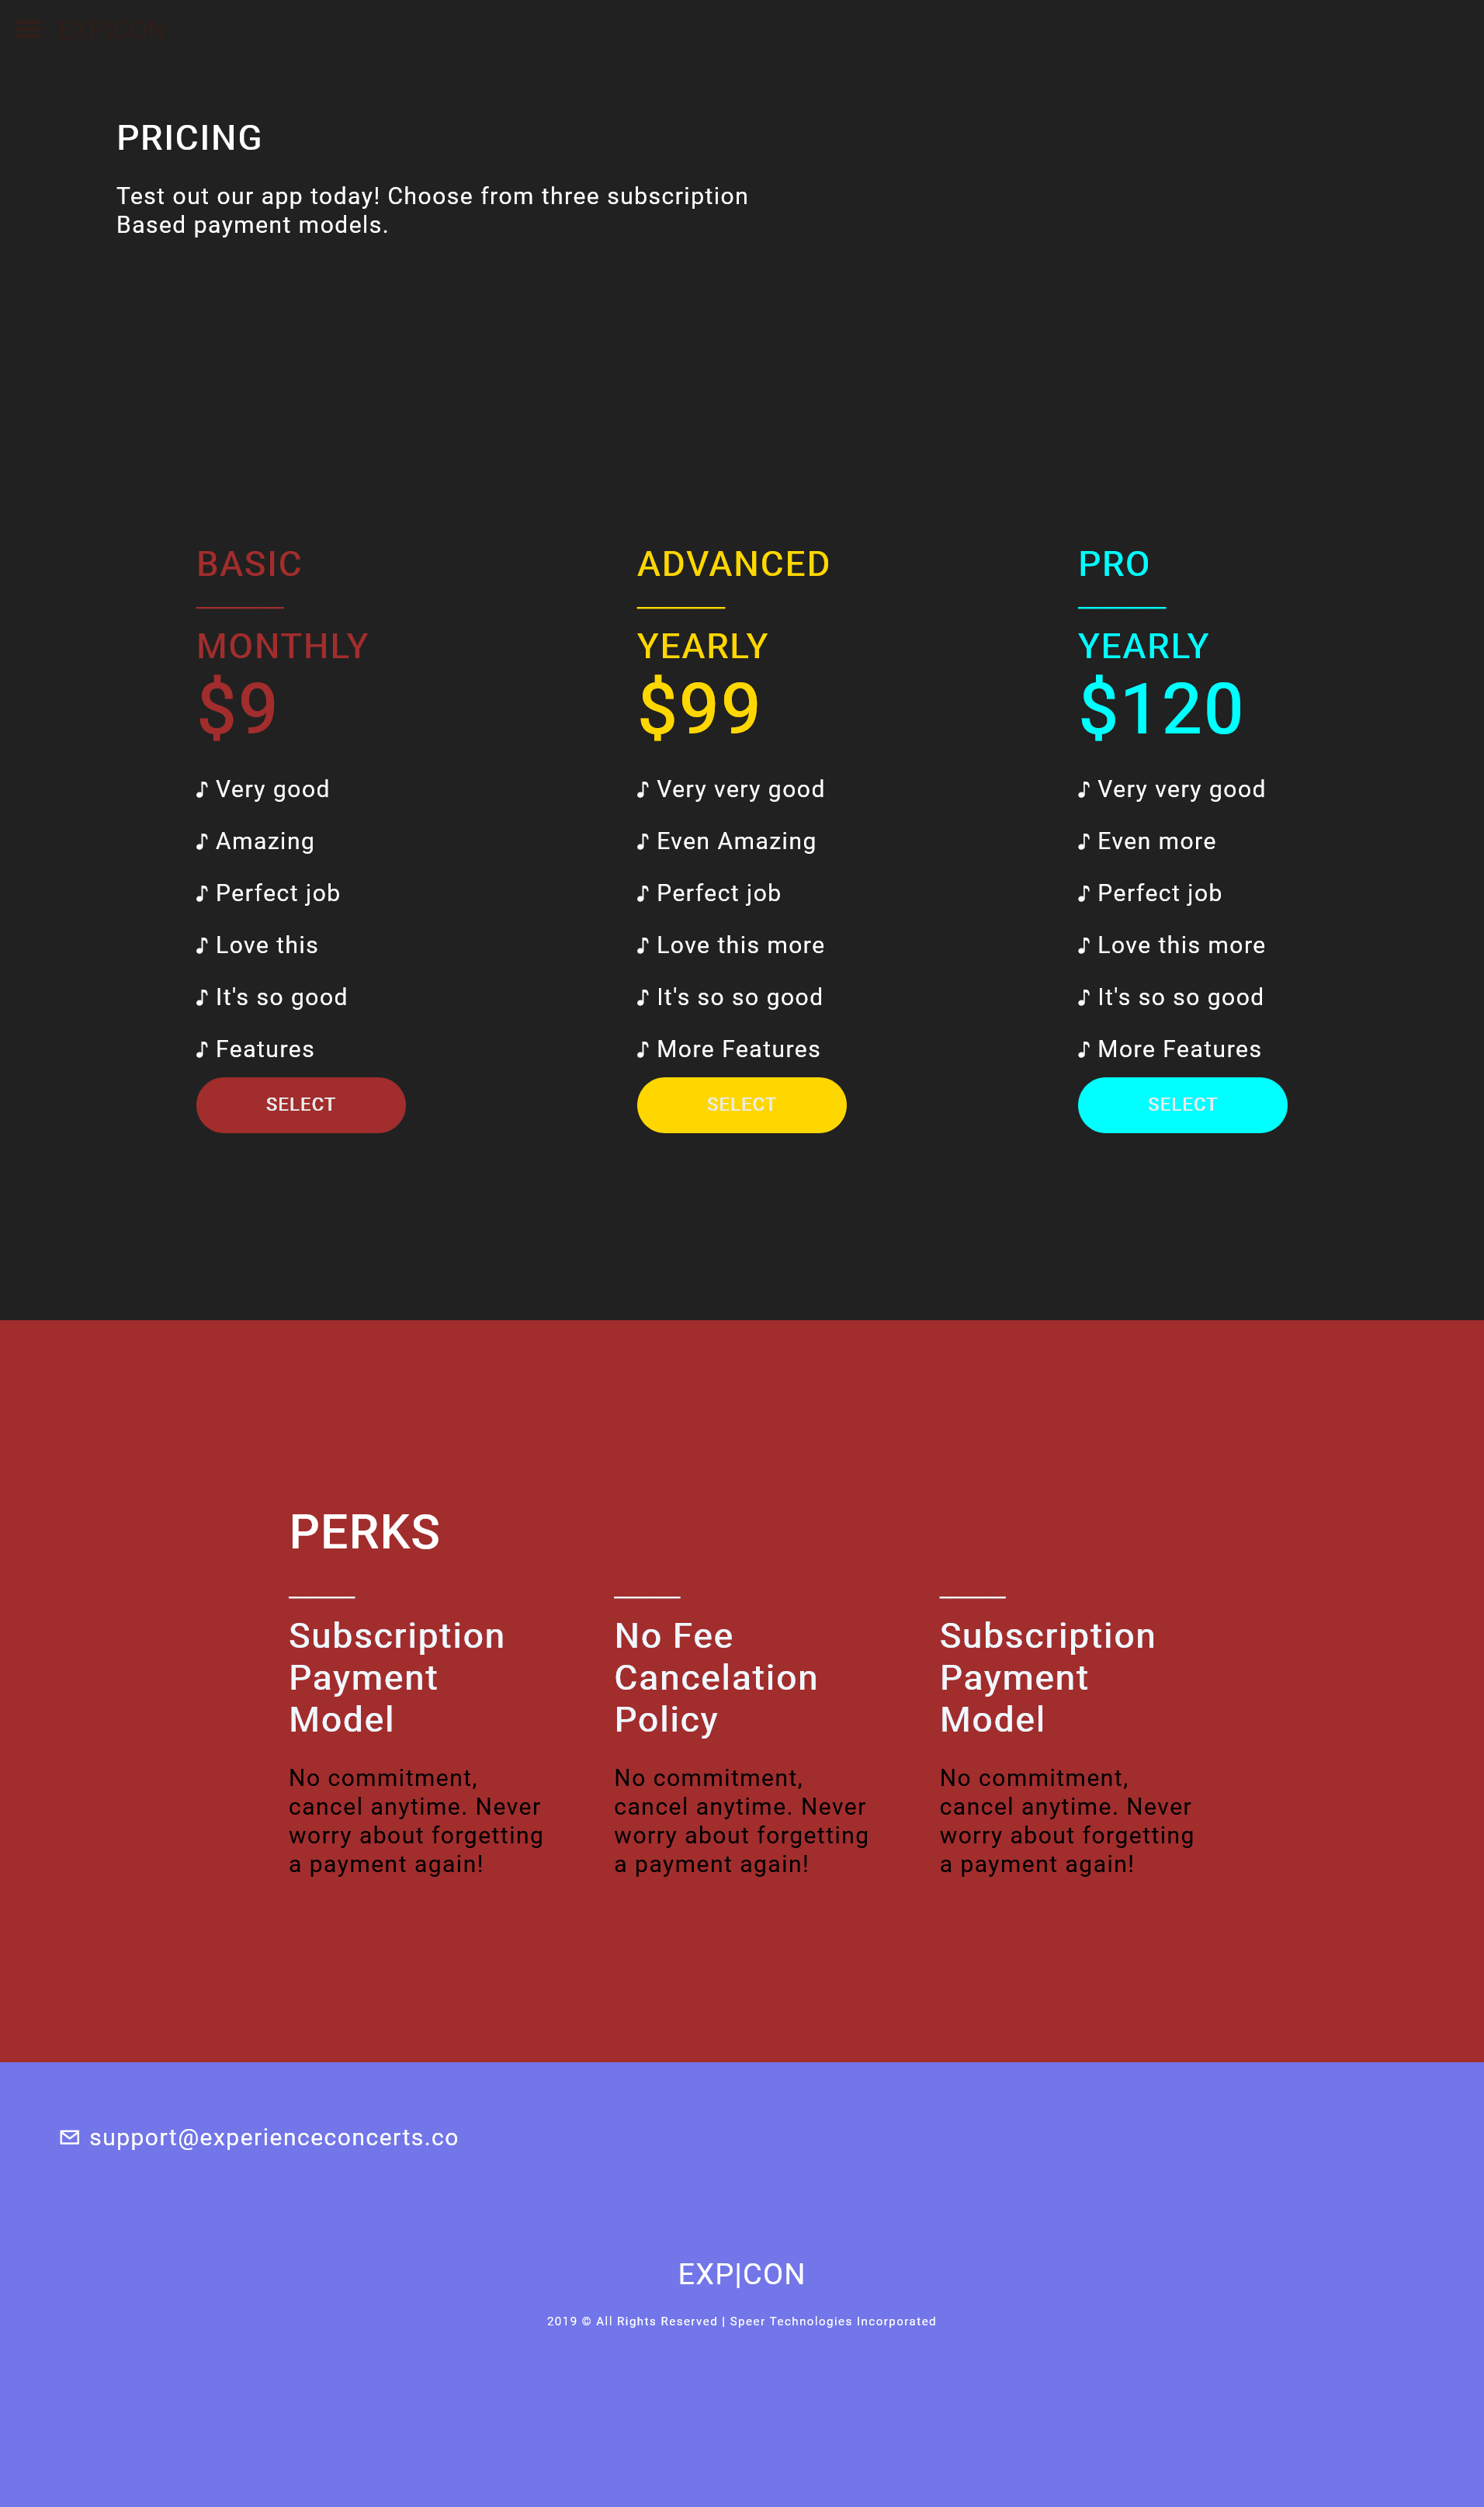 EXP|CON
PRICING
Test out our app today! Choose from three subscription
Based payment models.
BASIC
MONTHLY
$9
♪ Very good
♪ Amazing
♪ Perfect job
♪ Love this
♪ It's so good
♪ Features
SELECT
ADVANCED
YEARLY
$99
♪ Very very good
♪ Even Amazing
♪ Perfect job
♪ Love this more
♪ It's so so good
♪ More Features
SELECT
PRO
YEARLY
$120
♪ Very very good
♪ Even more
♪ Perfect job
♪ Love this more
♪ It's so so good
♪ More Features
SELECT
PERKS
Subscription
Payment
Model
No commitment,
cancel anytime. Never
worry about forgetting
a payment again!
No Fee
Cancelation
Policy
No commitment,
cancel anytime. Never
worry about forgetting
a payment again!
Subscription
Payment
Model
No commitment,
cancel anytime. Never
worry about forgetting
a payment again!
support@experienceconcerts.co
EXP|CON
2019 © All Rights Reserved | Speer Technologies Incorporated